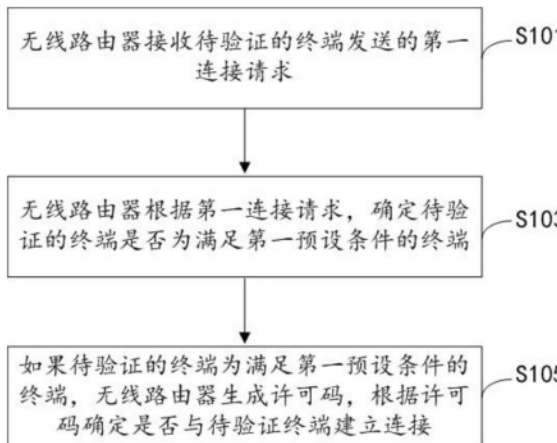 无线路由器接收待验证的终端发送的第一
连接请求
S101
无线路由器根据第一连接请求，确定待验
证的终端是否为满足第一预设条件的终端
S103
如果待验证的终端为满足第一预设条件的
终端，无线路由器生成许可码，根据许可
码确定是否与待验证终端建立连接
S105